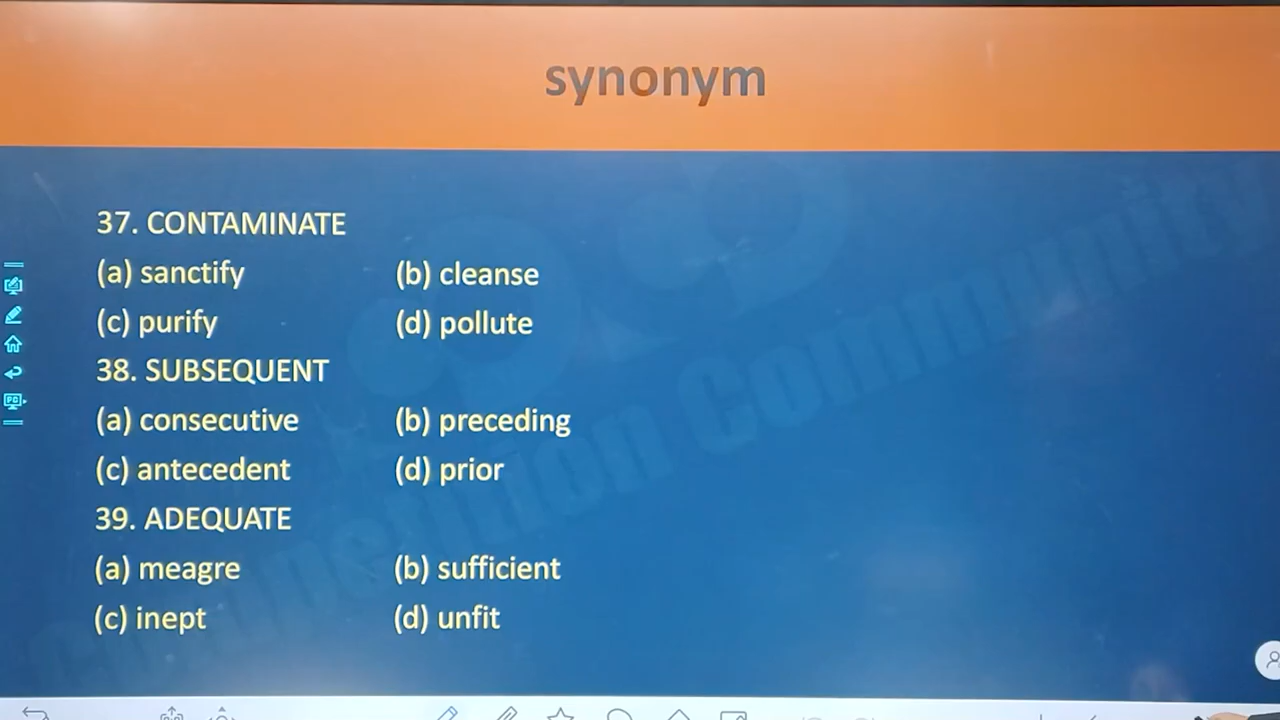 synonym
37. CONTAMINATE
(a) sanctify (b) cleanse
(c) purify (d) pollute
38. SUBSEQUENT
(a) consecutive (b) preceding
(c) antecedent (d) prior
39. ADEQUATE
(a) meagre (b) sufficient
(c) inept (d) unfit
Community